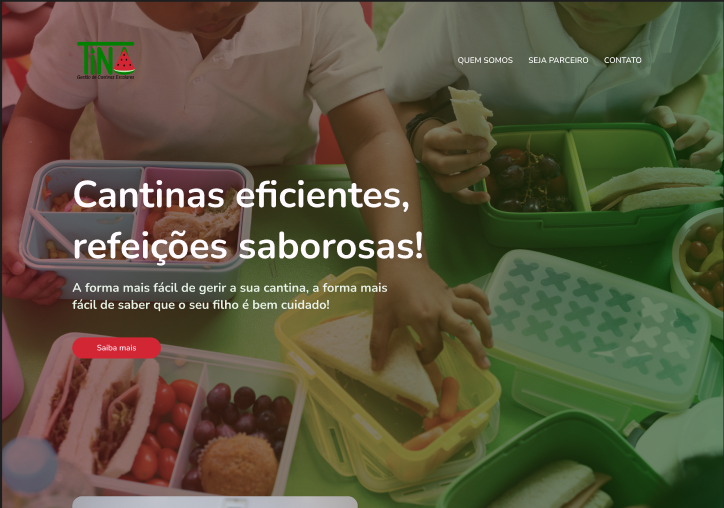 TiNA
Gestão de Cantinas Escolares
QUEM SOMOS
SEJA PARCEIRO
CONTATO
Cantinas eficientes,
refeições saborosas!
A forma mais fácil de gerir a sua cantina, a forma mais
fácil de saber que o seu filho é bem cuidado!
Saiba mais